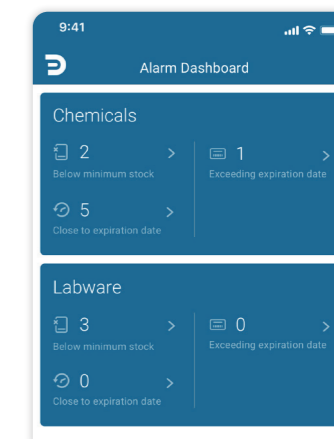 9:41
Alarm Dashboard
Chemicals
2
Below minimum stock
1
Exceeding expiration date
5
Close to expiration date
Labware
3
Below minimum stock
0
Exceeding expiration date
0
Close to expiration date